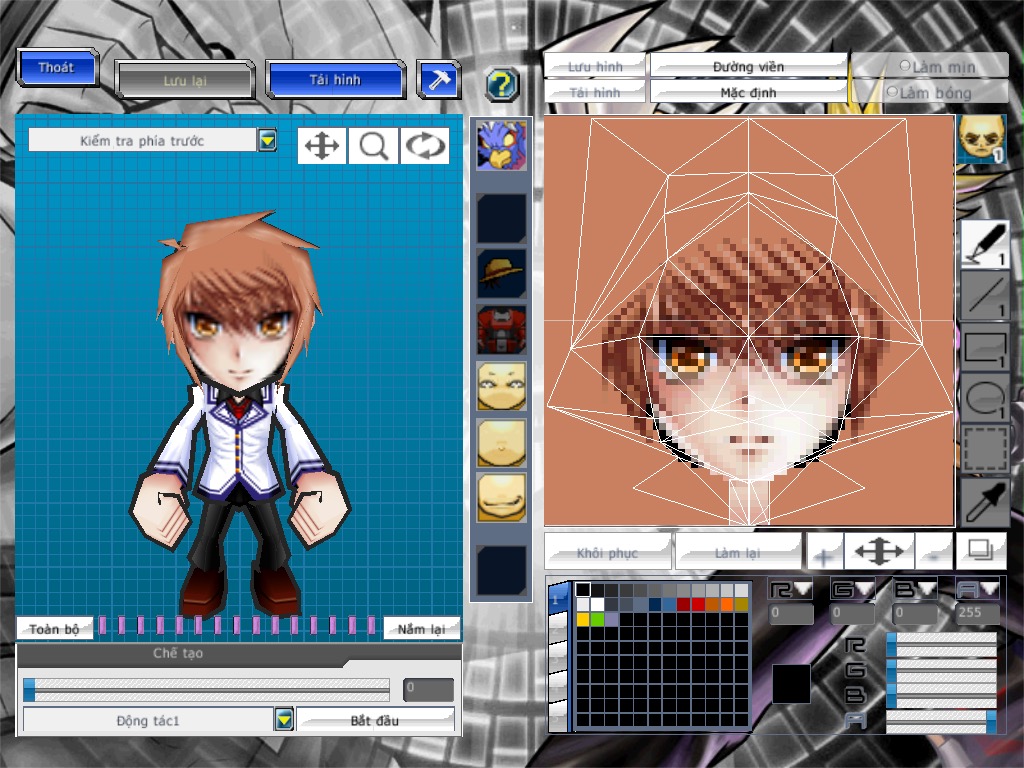 Thoát
Lưu lại
Tải hình
?
Lưu hình
Đường viền
Làm mịn
Tải hình
Mặc định
Làm bóng
Kiểm tra phía trước
1
1
1
1
1
Khôi phục
Làm lại
+
-
1
R G B A
0 0 0 255
R
G
B
A
Toàn bộ
Nắm lại
Chế tạo
0
Động tác1
Bắt đầu